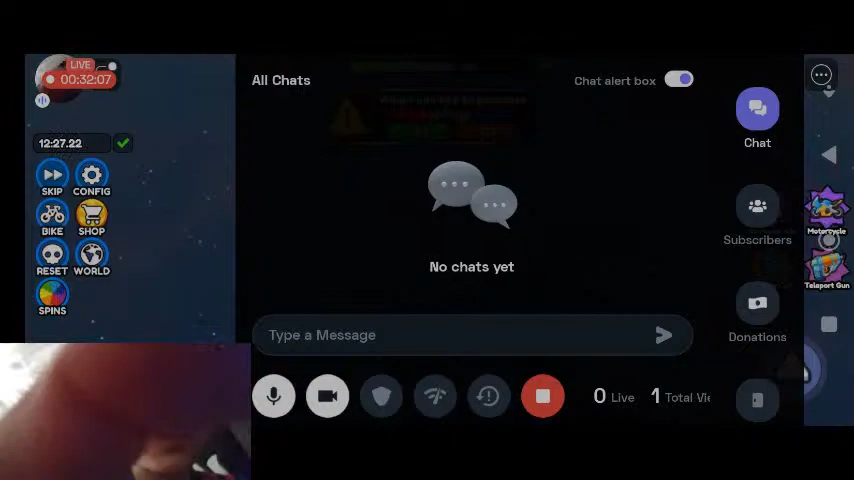 LIVE
00:32:07
All Chats
Chat alert box
12:27.22
Chat
SKIP CONFIG
BIKE SHOP
RESET WORLD
SPINS
No chats yet
Subscribers
Motorcycle
Teleport Gun
Type a Message
Donations
0 Live 1 Total Vie